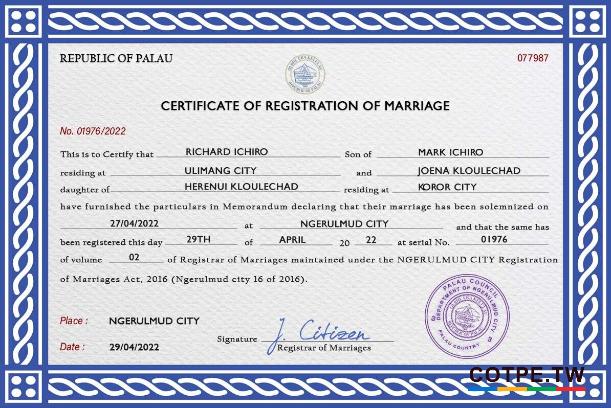 REPUBLIC OF PALAU
077987
CERTIFICATE OF REGISTRATION OF MARRIAGE
No. 01976/2022
This is to Certify that RICHARD ICHIRO Son of MARK ICHIRO
residing at ULIMANG CITY and JOENA KLOULECHAD
daughter of HERENUI KLOULECHAD residing at KOROR CITY
have furnished the particulars in Memorandum declaring that their marriage has been solemnized on
27/04/2022 at NGERULMUD CITY and that the same has
been registered this day 29TH of APRIL 20 22 at serial No. 01976
of volume 02 of Registrar of Marriages maintained under the NGERULMUD CITY Registration
of Marriages Act, 2016 (Ngerulmud city 16 of 2016).
Place : NGERULMUD CITY
Date : 29/04/2022
Signature J. Citizen
Registrar of Marriages
PALAU COUNCIL
DEPARTMENT OF NGERULMUD CITY
PALAU COUNTRY
COTPE.TW